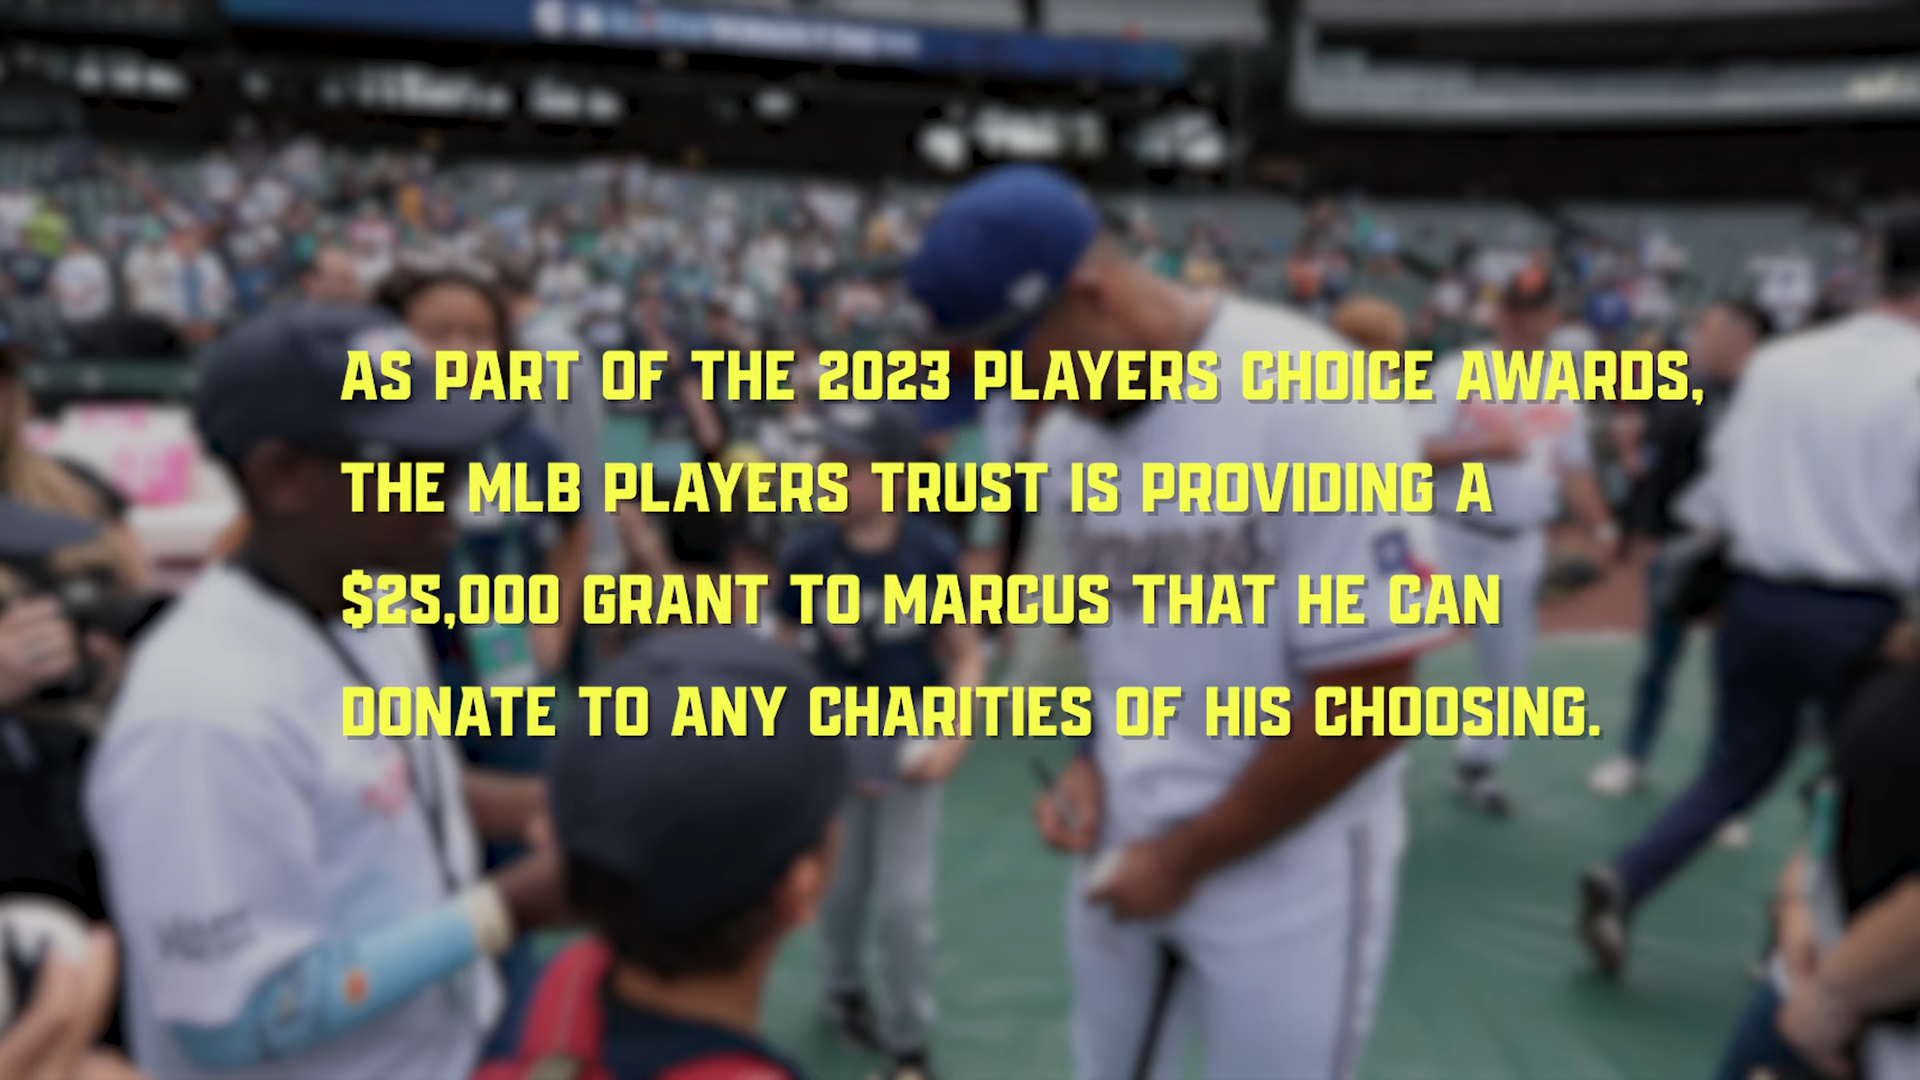 AS PART OF THE 2023 PLAYERS CHOICE AWARDS,
THE MLB PLAYERS TRUST IS PROVIDING A
$25,000 GRANT TO MARCUS THAT HE CAN
DONATE TO ANY CHARITIES OF HIS CHOOSING.